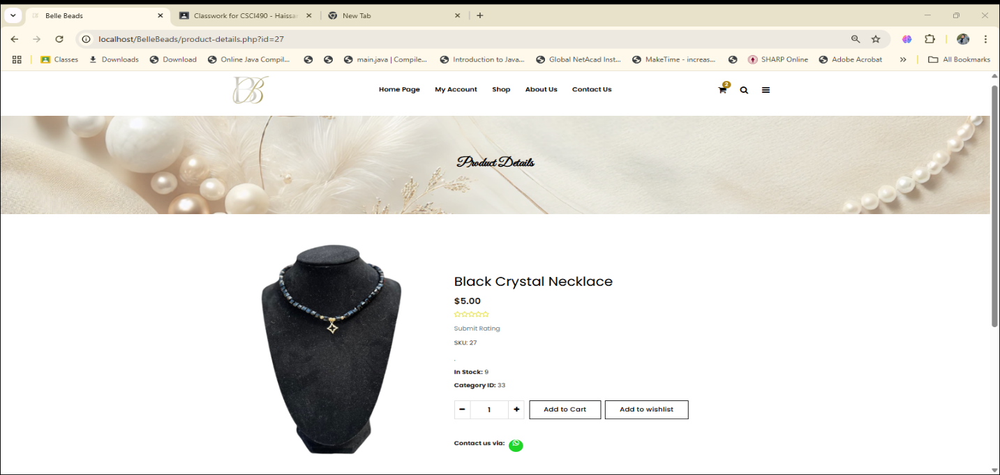 Belle Beads
Classwork for CSCI490 - Haissar
New Tab
localhost/BelleBeads/product-details.php?id=27
Classes
Downloads
Download
Online Java Compil...
main.java | Compile...
Introduction to Java...
Global NetAcad Inst...
MakeTime - increas...
SHARP Online
Adobe Acrobat
All Bookmarks
BB
Home Page
My Account
Shop
About Us
Contact Us
2
Product Details
Black Crystal Necklace
$5.00
Submit Rating
SKU: 27
.
In Stock: 9
Category ID: 33
1
Add to Cart
Add to wishlist
Contact us via: